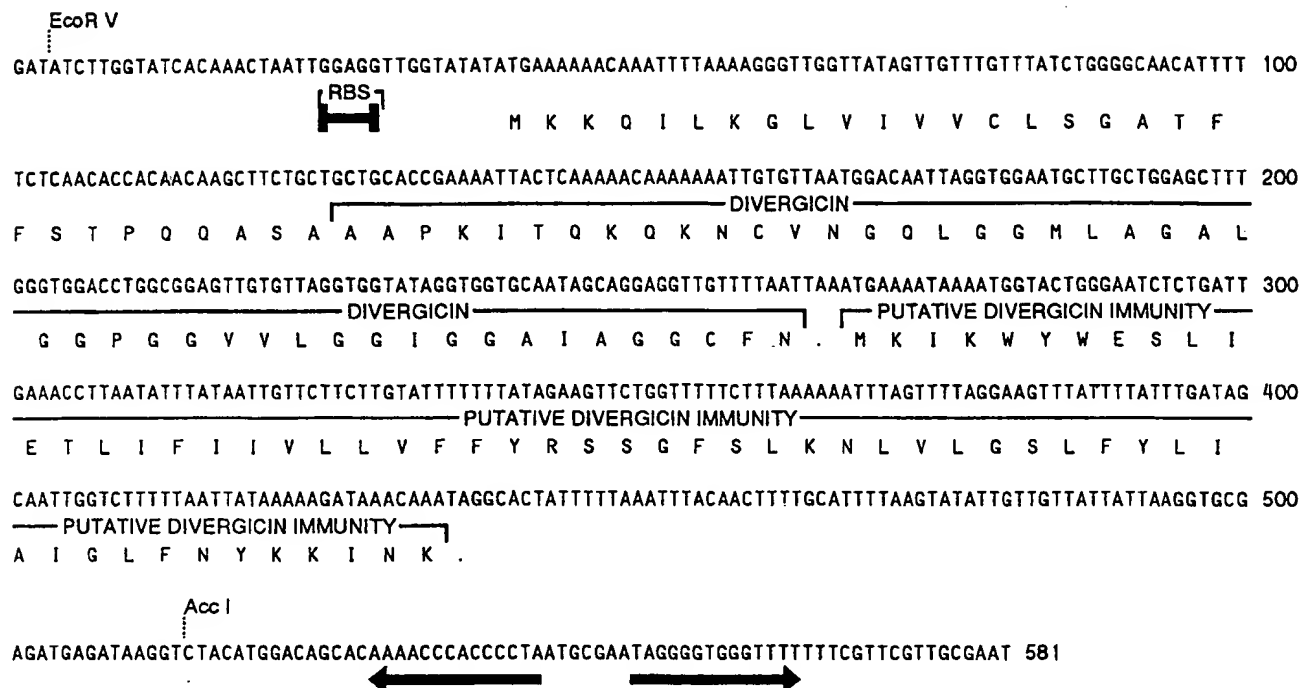 EcoR V
GATATCTTGGTATCACAAACTAATTGGAGGTTGGTATATATGAAAAAACAAATTTTAAAAGGGTTGGTTATAGTTGTTTGTTTATCTGGGGCAACATTTT 100
RBS
M K K Q I L K G L V I V V C L S G A T F
TCTCAACACCACAACAAGCTTCTGCTGCTGCACCGAAAATTACTCAAAAACAAAAAAATTGTGTTAATGGACAATTAGGTGGAATGCTTGCTGGAGCTTT 200
DIVERGICIN
F S T P Q Q A S A A A P K I T Q K Q K N C V N G Q L G G M L A G A L
GGGTGGACCTGGCGGAGTTGTGTTAGGTGGTATAGGTGGTGCAATAGCAGGAGGTTGTTTTAATTAAATGAAAATAAAATGGTACTGGGAATCTCTGATT 300
DIVERGICIN PUTATIVE DIVERGICIN IMMUNITY
G G P G G V V L G G I G G A I A G G C F N . M K I K W Y W E S L I
GAAACCTTAATATTTATAATTGTTCTTCTTGTATTTTTTTATAGAAGTTCTGGTTTTTCTTTAAAAAATTTAGTTTTAGGAAGTTTATTTTATTTGATAG 400
PUTATIVE DIVERGICIN IMMUNITY
E T L I F I I V L L V F F Y R S S G F S L K N L V L G S L F Y L I
CAATTGGTCTTTTTAATTATAAAAAGATAAACAAATAGGCACTATTTTTAAATTTACAACTTTTGCATTTTAAGTATATTGTTGTTATTATTAAGGTGCG 500
PUTATIVE DIVERGICIN IMMUNITY
A I G L F N Y K K I N K .
Acc I
AGATGAGATAAGGTCTACATGGACAGCACAAAACCCACCCCTAATGCGAATAGGGGTGGGTTTTTTTCGTTCGTTGCGAAT 581